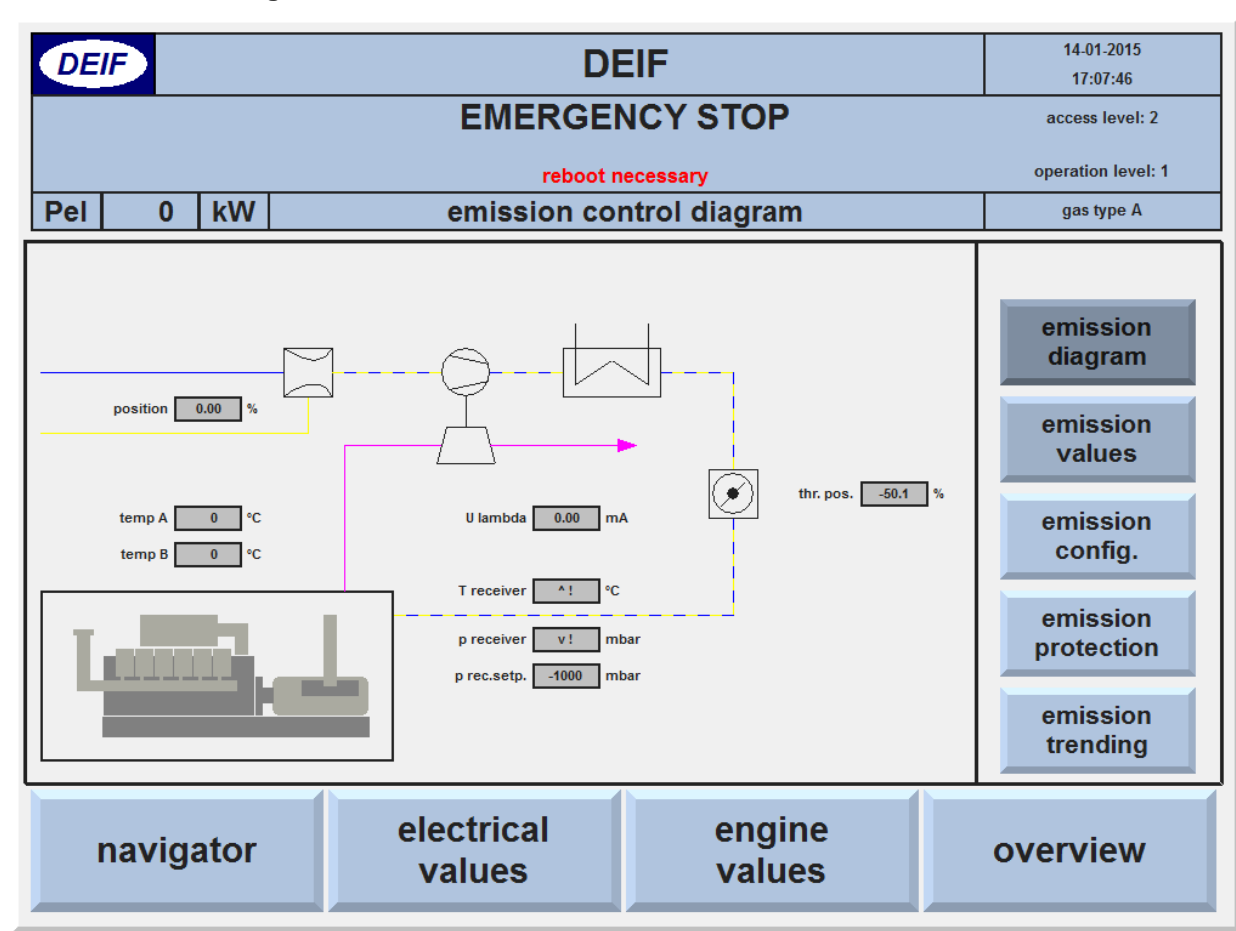 DEIF
DEIF
14-01-2015
17:07:46
EMERGENCY STOP
access level: 2
reboot necessary
operation level: 1
Pel 0 kW
emission control diagram
gas type A
position 0.00 %
temp A 0 °C
temp B 0 °C
U lambda 0.00 mA
thr. pos. -50.1 %
T receiver ^ ! °C
p receiver v ! mbar
p rec.setp. -1000 mbar
emission
diagram
emission
values
emission
config.
emission
protection
emission
trending
navigator
electrical
values
engine
values
overview